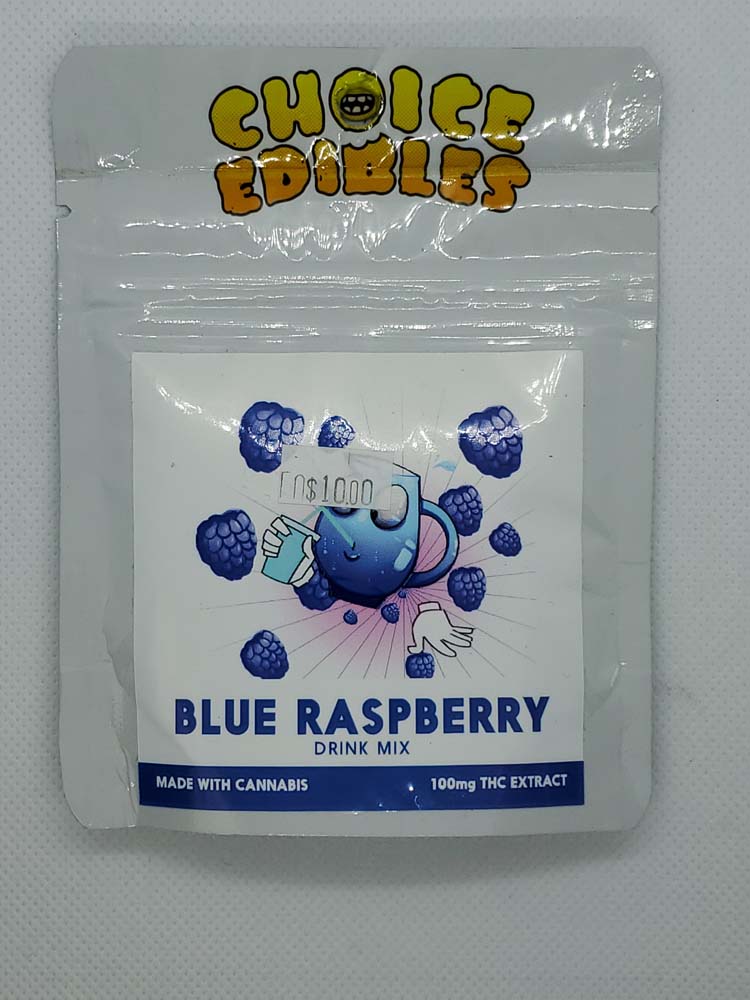 CHOICE
EDIBLES
$10.00
BLUE RASPBERRY
DRINK MIX
MADE WITH CANNABIS
100mg THC EXTRACT